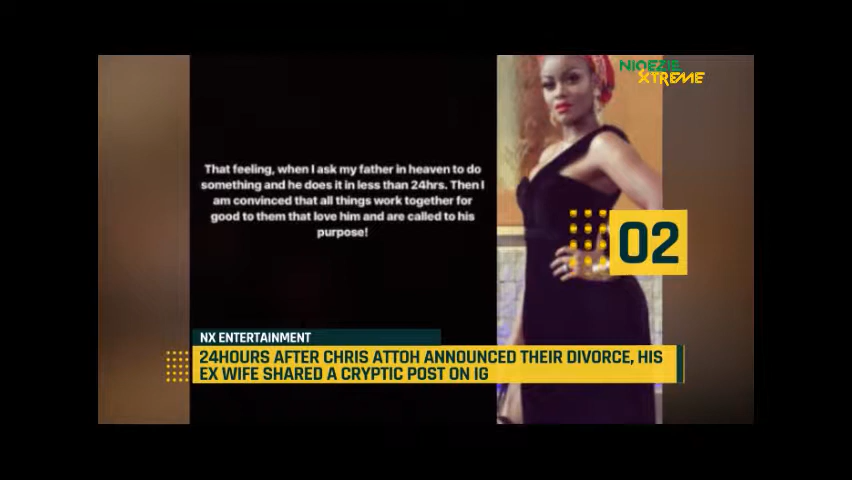 NIQEZIE
XTREME
That feeling, when I ask my father in heaven to do
something and he does it in less than 24hrs. Then I
am convinced that all things work together for
good to them that love him and are called to his
purpose!
02
NX ENTERTAINMENT
24HOURS AFTER CHRIS ATTOH ANNOUNCED THEIR DIVORCE, HIS
EX WIFE SHARED A CRYPTIC POST ON IG